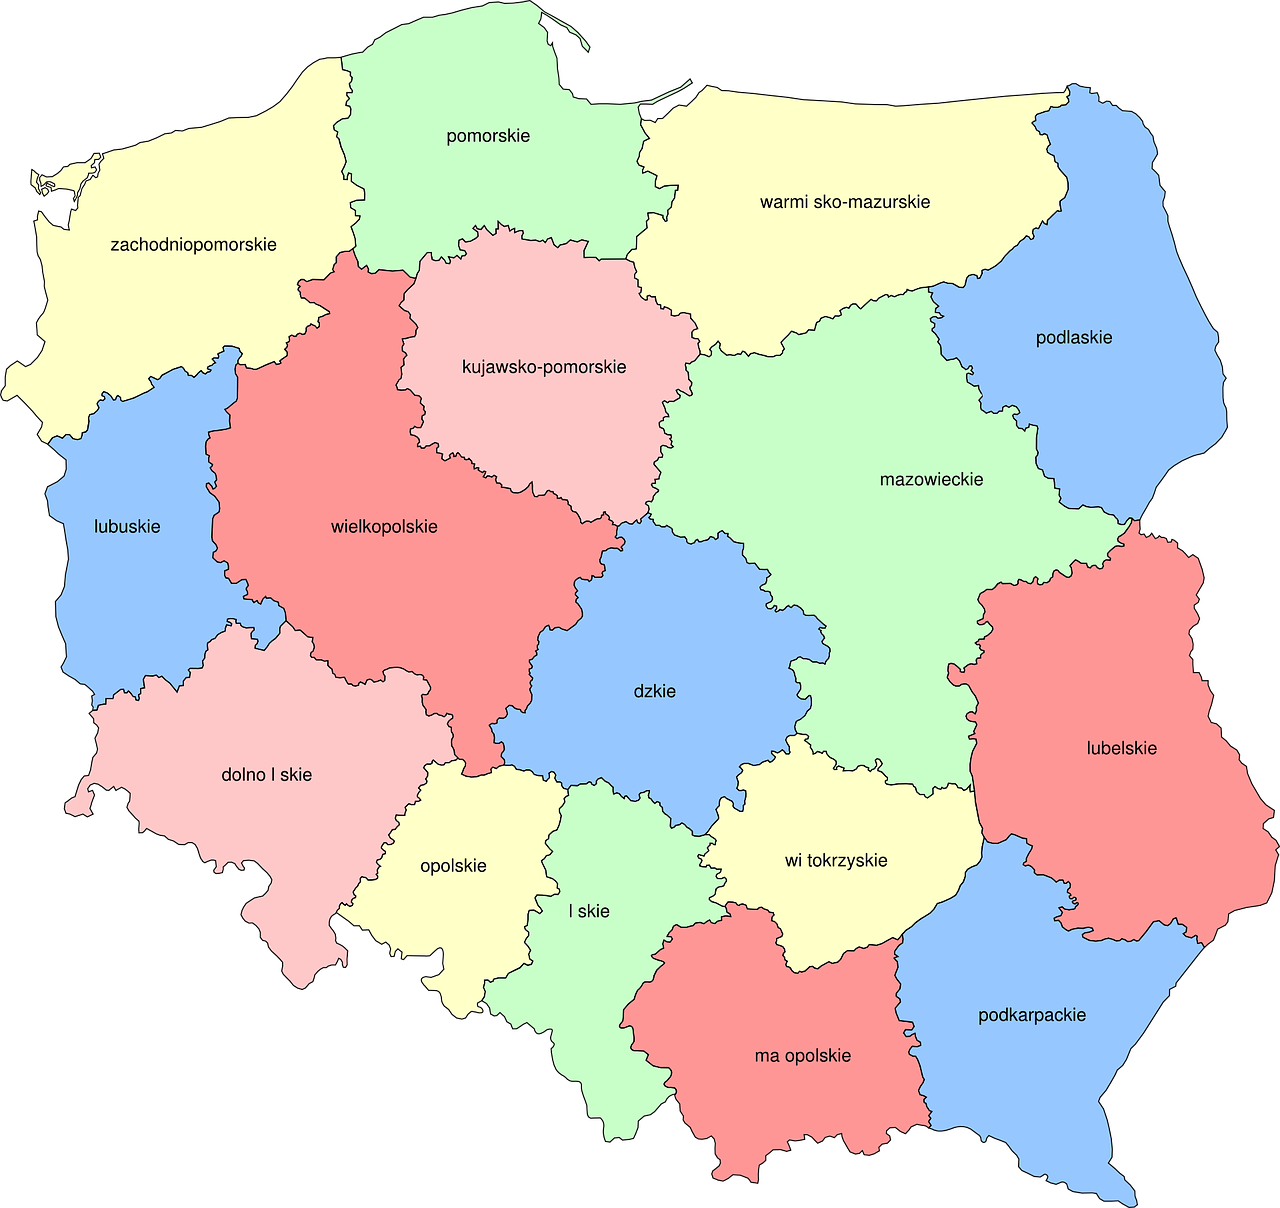 pomorskie
warmi sko-mazurskie
zachodniopomorskie
podlaskie
kujawsko-pomorskie
mazowieckie
lubuskie
wielkopolskie
dzkie
lubelskie
dolno l skie
wi tokrzyskie
opolskie
l skie
podkarpackie
ma opolskie